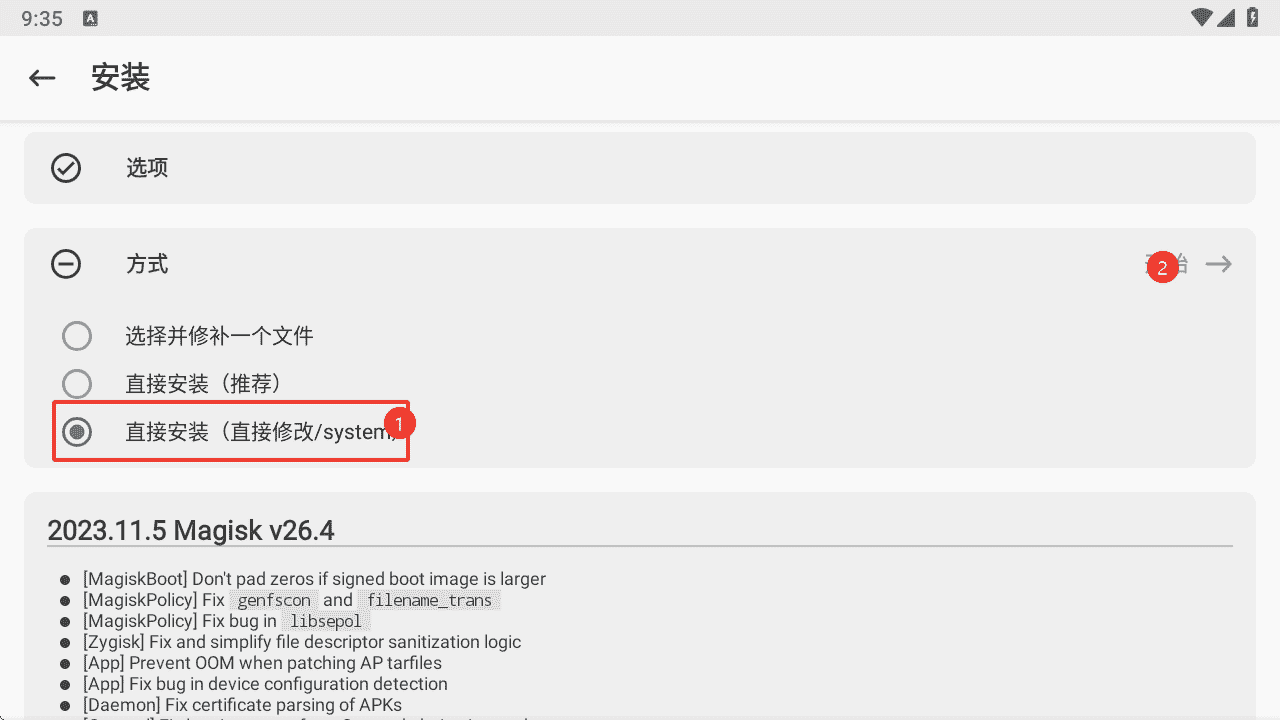 9:35 A
安装
选项
方式
2
选择并修补一个文件
直接安装（推荐）
直接安装（直接修改/system
1
2023.11.5 Magisk v26.4
[MagiskBoot] Don't pad zeros if signed boot image is larger
[MagiskPolicy] Fix genfscon and filename_trans
[MagiskPolicy] Fix bug in libsepol
[Zygisk] Fix and simplify file descriptor sanitization logic
[App] Prevent OOM when patching AP tarfiles
[App] Fix bug in device configuration detection
[Daemon] Fix certificate parsing of APKs